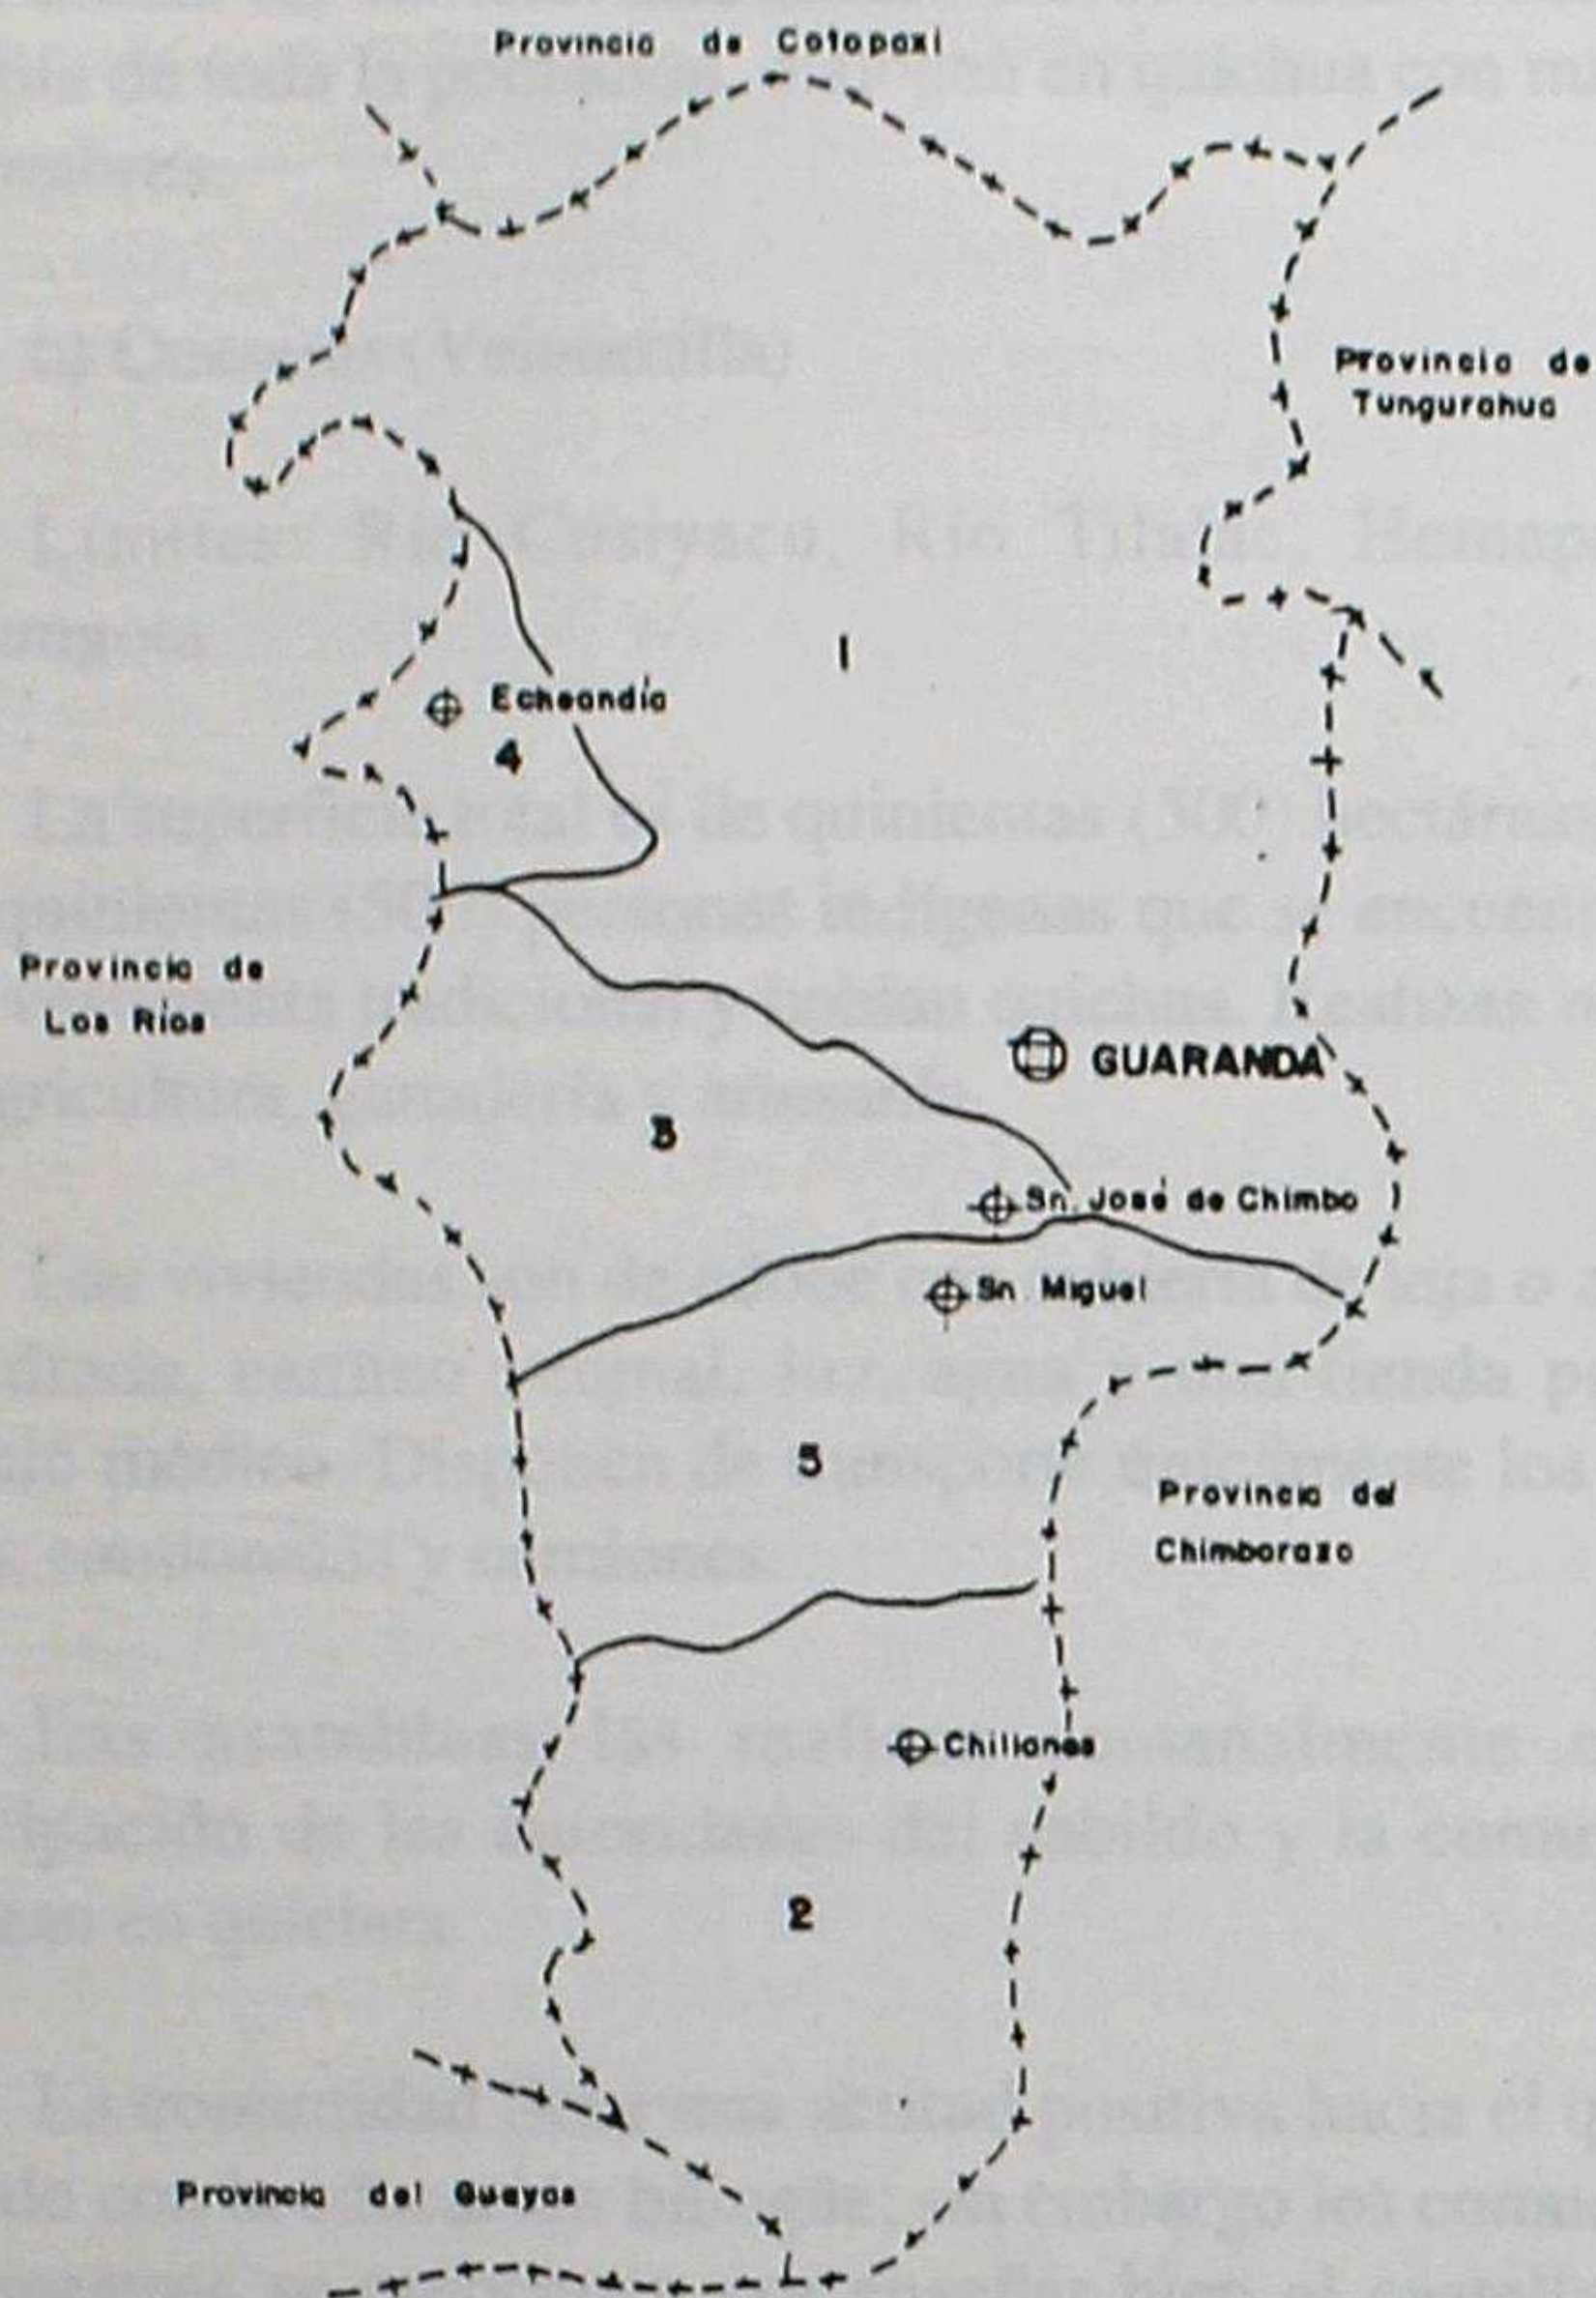 Provincia de Cotopaxi
Provincia de
Tungurahua
1
Echeandía
4
Provincia de
Los Ríos
GUARANDA
3
Sn. José de Chimbo
Sn. Miguel
5
Provincia del
Chimborazo
Chillanes
2
Provincia del Guayas